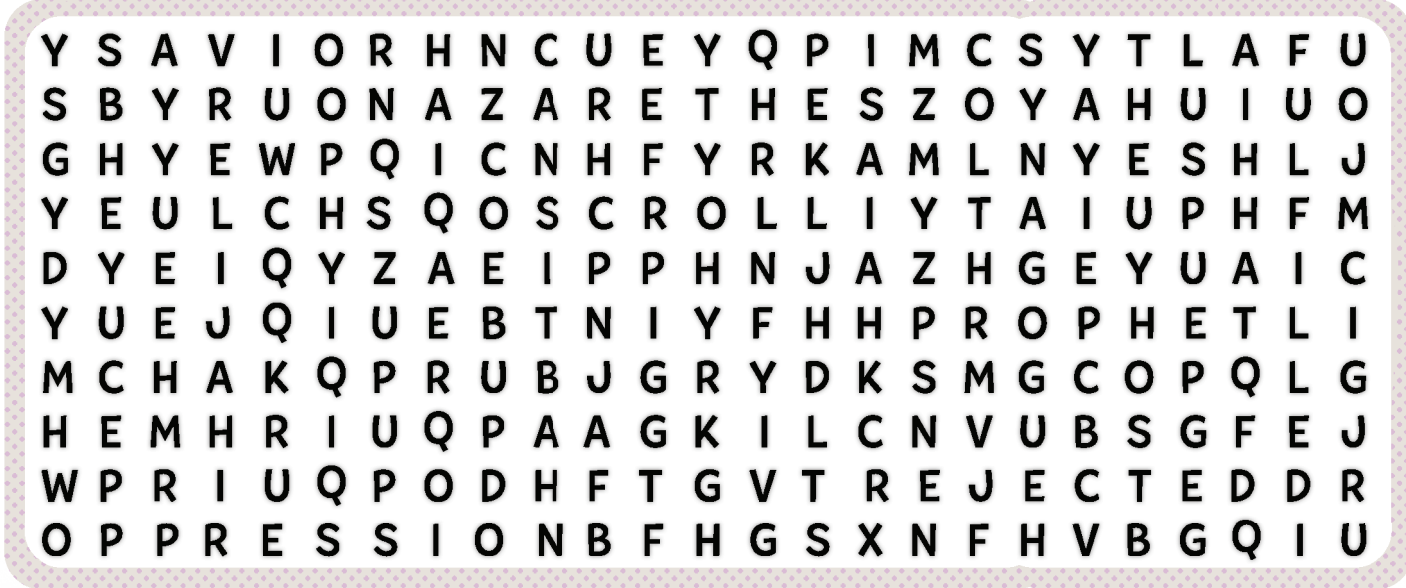 Y S A V I O R H N C U E Y Q P I M C S Y T L A F U
S B Y R U O N A Z A R E T H E S Z O Y A H U I U O
G H Y E W P Q I C N H F Y R K A M L N Y E S H L J
Y E U L C H S Q O S C R O L L I Y T A I U P H F M
D Y E I Q Y Z A E I P P H N J A Z H G E Y U A I C
Y U E J Q I U E B T N I Y F H H P R O P H E T L I
M C H A K Q P R U B J G R Y D K S M G C O P Q L G
H E M H R I U Q P A A G K I L C N V U B S G F E J
W P R I U Q P O D H F T G V T R E J E C T E D D R
O P P R E S S I O N B F H G S X N F H V B G Q I U